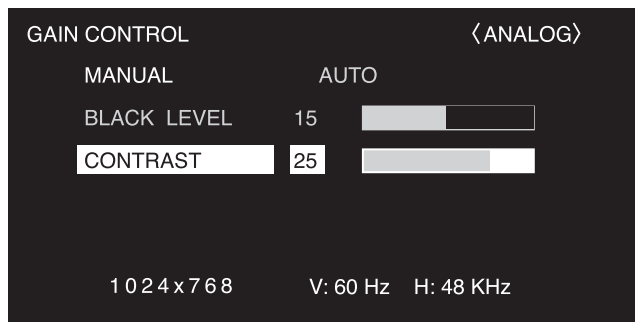 GAIN CONTROL 〈ANALOG〉
MANUAL AUTO
BLACK LEVEL 15
CONTRAST 25
1024x768 V: 60 Hz H: 48 KHz